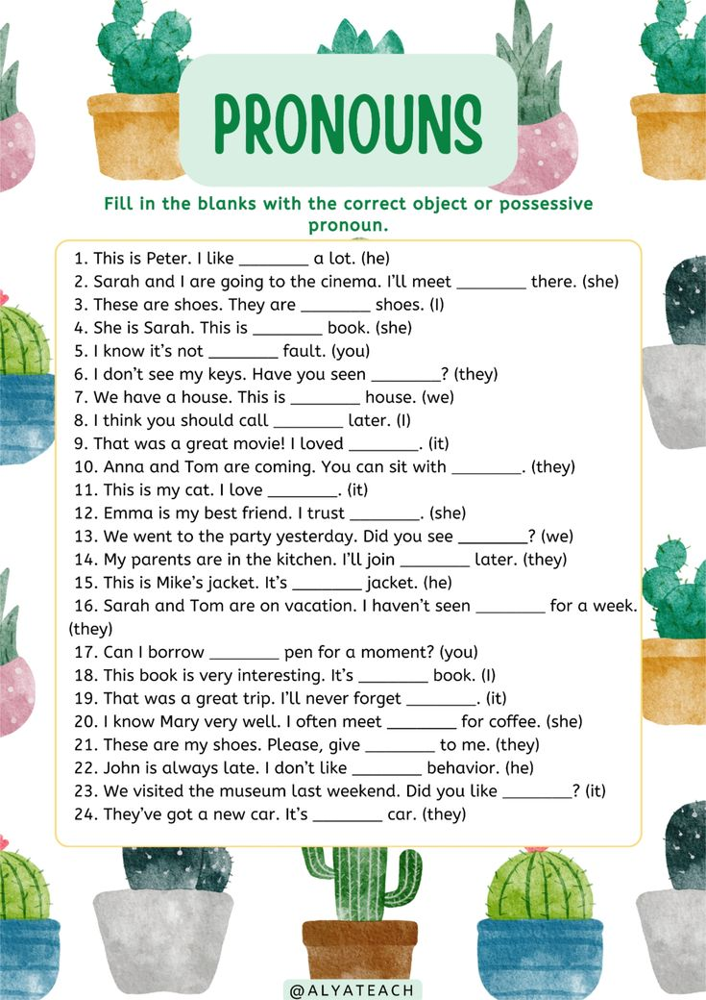 PRONOUNS
Fill in the blanks with the correct object or possessive
pronoun.
1. This is Peter. I like ________ a lot. (he)
2. Sarah and I are going to the cinema. I’ll meet ________ there. (she)
3. These are shoes. They are ________ shoes. (I)
4. She is Sarah. This is ________ book. (she)
5. I know it’s not ________ fault. (you)
6. I don’t see my keys. Have you seen ________? (they)
7. We have a house. This is ________ house. (we)
8. I think you should call ________ later. (I)
9. That was a great movie! I loved ________. (it)
10. Anna and Tom are coming. You can sit with ________. (they)
11. This is my cat. I love ________. (it)
12. Emma is my best friend. I trust ________. (she)
13. We went to the party yesterday. Did you see ________? (we)
14. My parents are in the kitchen. I’ll join ________ later. (they)
15. This is Mike’s jacket. It’s ________ jacket. (he)
16. Sarah and Tom are on vacation. I haven’t seen ________ for a week.
(they)
17. Can I borrow ________ pen for a moment? (you)
18. This book is very interesting. It’s ________ book. (I)
19. That was a great trip. I’ll never forget ________. (it)
20. I know Mary very well. I often meet ________ for coffee. (she)
21. These are my shoes. Please, give ________ to me. (they)
22. John is always late. I don’t like ________ behavior. (he)
23. We visited the museum last weekend. Did you like ________? (it)
24. They’ve got a new car. It’s ________ car. (they)
@ALYATEACH